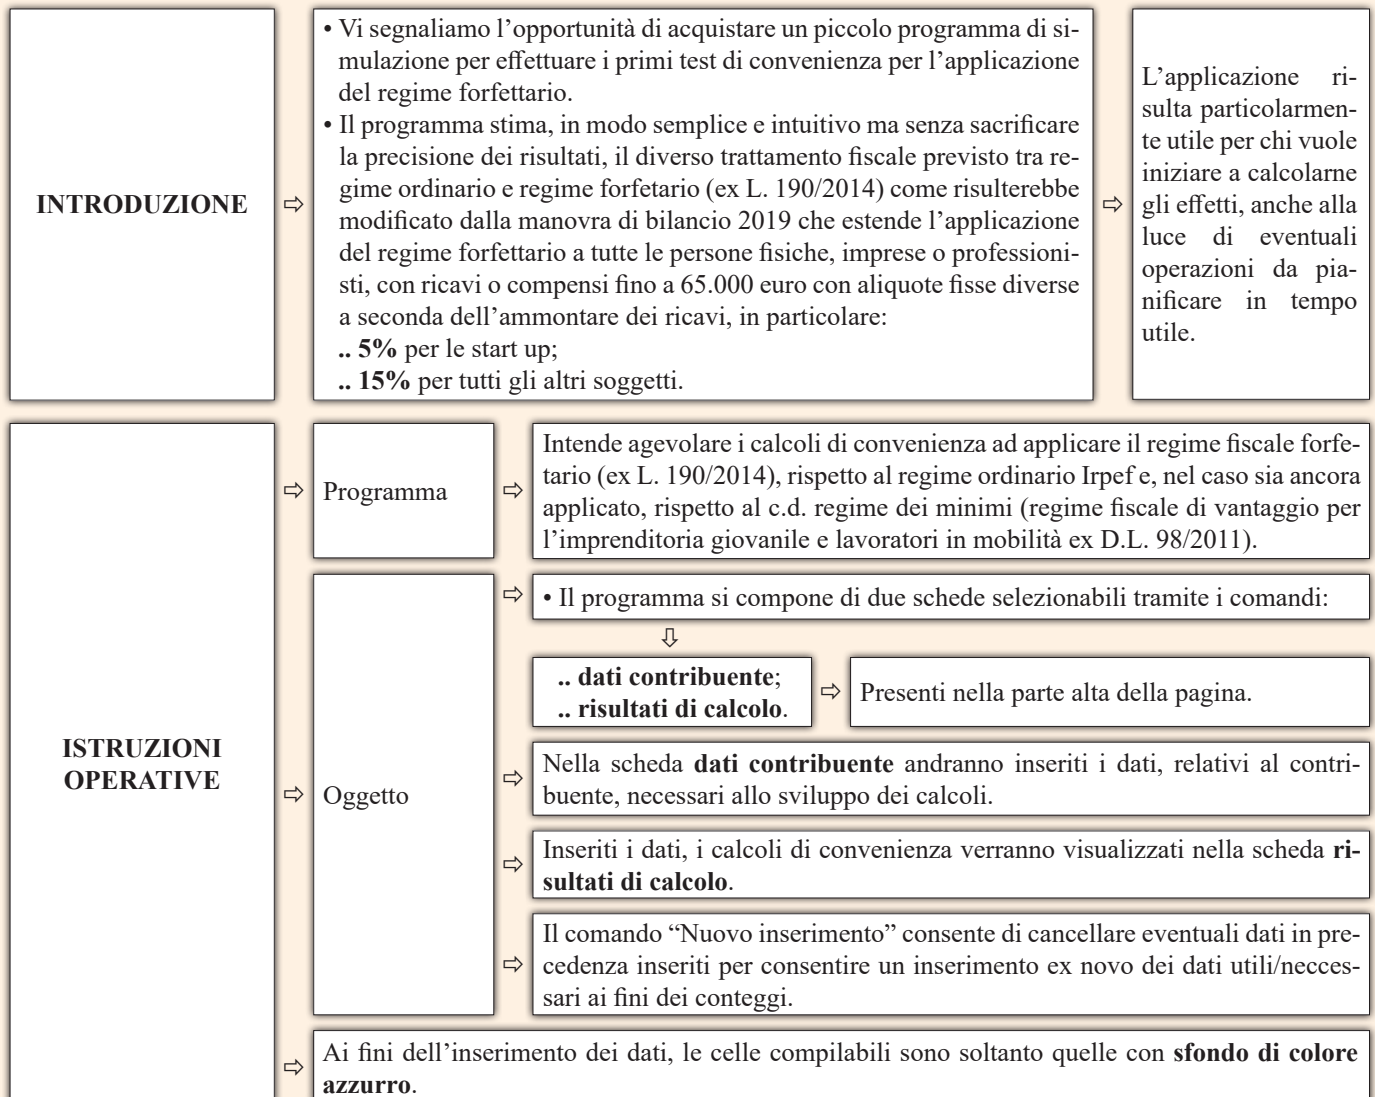 INTRODUZIONE
⇨
• Vi segnaliamo l’opportunità di acquistare un piccolo programma di si-
mulazione per effettuare i primi test di convenienza per l’applicazione
del regime forfettario.
• Il programma stima, in modo semplice e intuitivo ma senza sacrificare
la precisione dei risultati, il diverso trattamento fiscale previsto tra re-
gime ordinario e regime forfetario (ex L. 190/2014) come risulterebbe
modificato dalla manovra di bilancio 2019 che estende l’applicazione
del regime forfettario a tutte le persone fisiche, imprese o professioni-
sti, con ricavi o compensi fino a 65.000 euro con aliquote fisse diverse
a seconda dell’ammontare dei ricavi, in particolare:
.. 5% per le start up;
.. 15% per tutti gli altri soggetti.
⇨
L’applicazione ri-
sulta particolarmen-
te utile per chi vuole
iniziare a calcolarne
gli effetti, anche alla
luce di eventuali
operazioni da pia-
nificare in tempo
utile.
ISTRUZIONI
OPERATIVE
⇨
Programma
⇨
Intende agevolare i calcoli di convenienza ad applicare il regime fiscale forfe-
tario (ex L. 190/2014), rispetto al regime ordinario Irpef e, nel caso sia ancora
applicato, rispetto al c.d. regime dei minimi (regime fiscale di vantaggio per
l’imprenditoria giovanile e lavoratori in mobilità ex D.L. 98/2011).
⇨
Oggetto
⇨
• Il programma si compone di due schede selezionabili tramite i comandi:
⇩
.. dati contribuente;
.. risultati di calcolo.
⇨
Presenti nella parte alta della pagina.
⇨
Nella scheda dati contribuente andranno inseriti i dati, relativi al contri-
buente, necessari allo sviluppo dei calcoli.
⇨
Inseriti i dati, i calcoli di convenienza verranno visualizzati nella scheda ri-
sultati di calcolo.
⇨
Il comando “Nuovo inserimento” consente di cancellare eventuali dati in pre-
cedenza inseriti per consentire un inserimento ex novo dei dati utili/neccces-
sari ai fini dei conteggi.
⇨
Ai fini dell’inserimento dei dati, le celle compilabili sono soltanto quelle con sfondo di colore
azzurro.